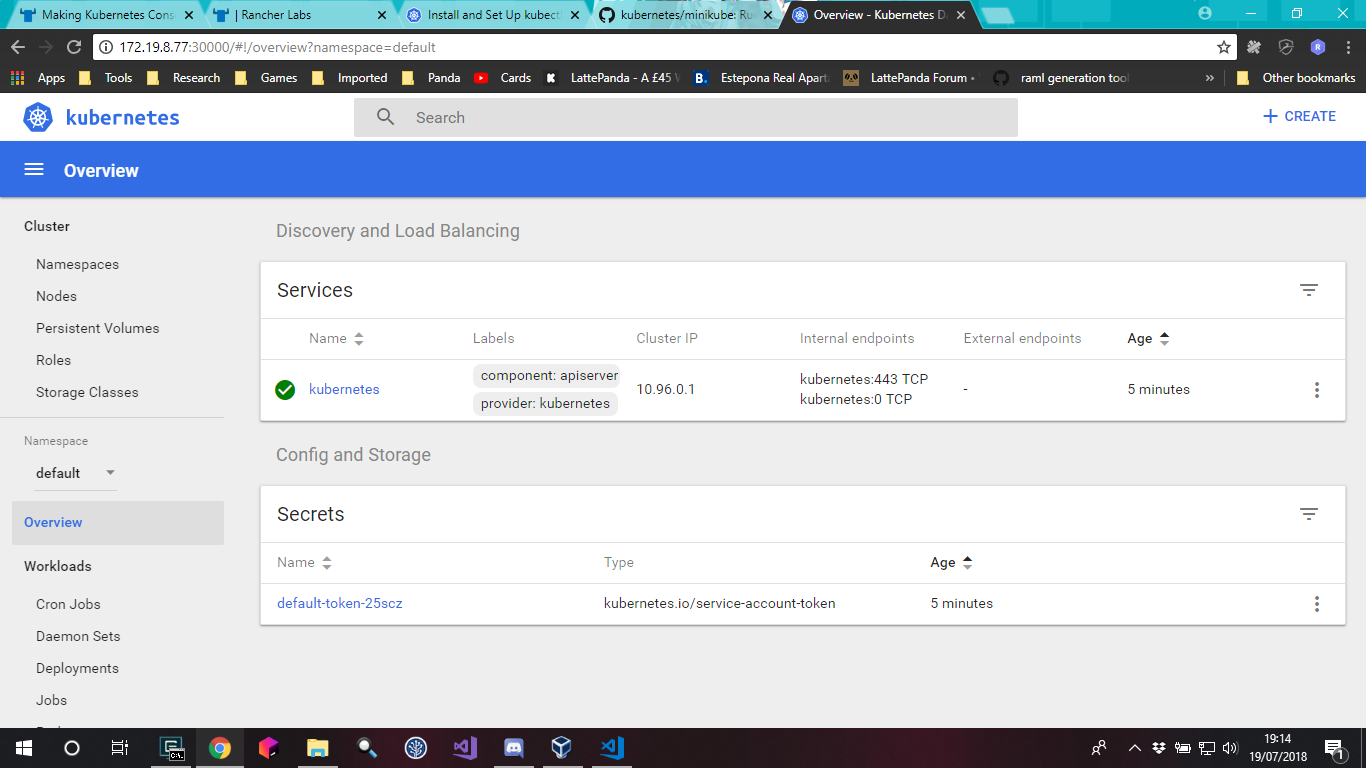 Making Kubernetes Cons
| Rancher Labs
Install and Set Up kubect
kubernetes/minikube: Ru
Overview - Kubernetes D
172.19.8.77:30000/#!/overview?namespace=default
Apps Tools Research Games Imported Panda Cards LattePanda - A £45 Estepona Real Apart LattePanda Forum • raml generation tool » Other bookmarks
kubernetes
Search
+ CREATE
Overview
Cluster
Namespaces
Nodes
Persistent Volumes
Roles
Storage Classes
Namespace
default
Overview
Workloads
Cron Jobs
Daemon Sets
Deployments
Jobs
Discovery and Load Balancing
Services
Name Labels Cluster IP Internal endpoints External endpoints Age
kubernetes component: apiserver 10.96.0.1 kubernetes:443 TCP - 5 minutes
provider: kubernetes kubernetes:0 TCP
Config and Storage
Secrets
Name Type Age
default-token-25scz kubernetes.io/service-account-token 5 minutes
19:14
19/07/2018
1